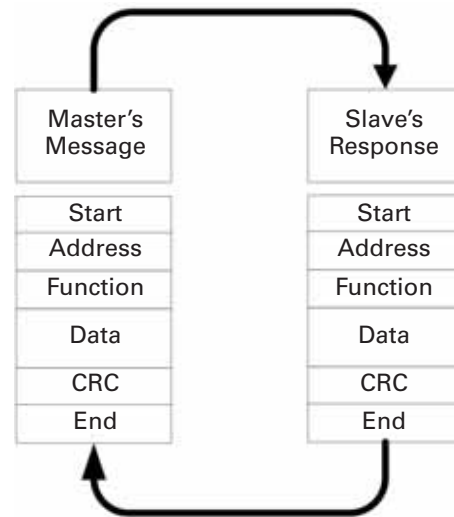 Master's
Message
Start
Address
Function
Data
CRC
End
Slave's
Response
Start
Address
Function
Data
CRC
End